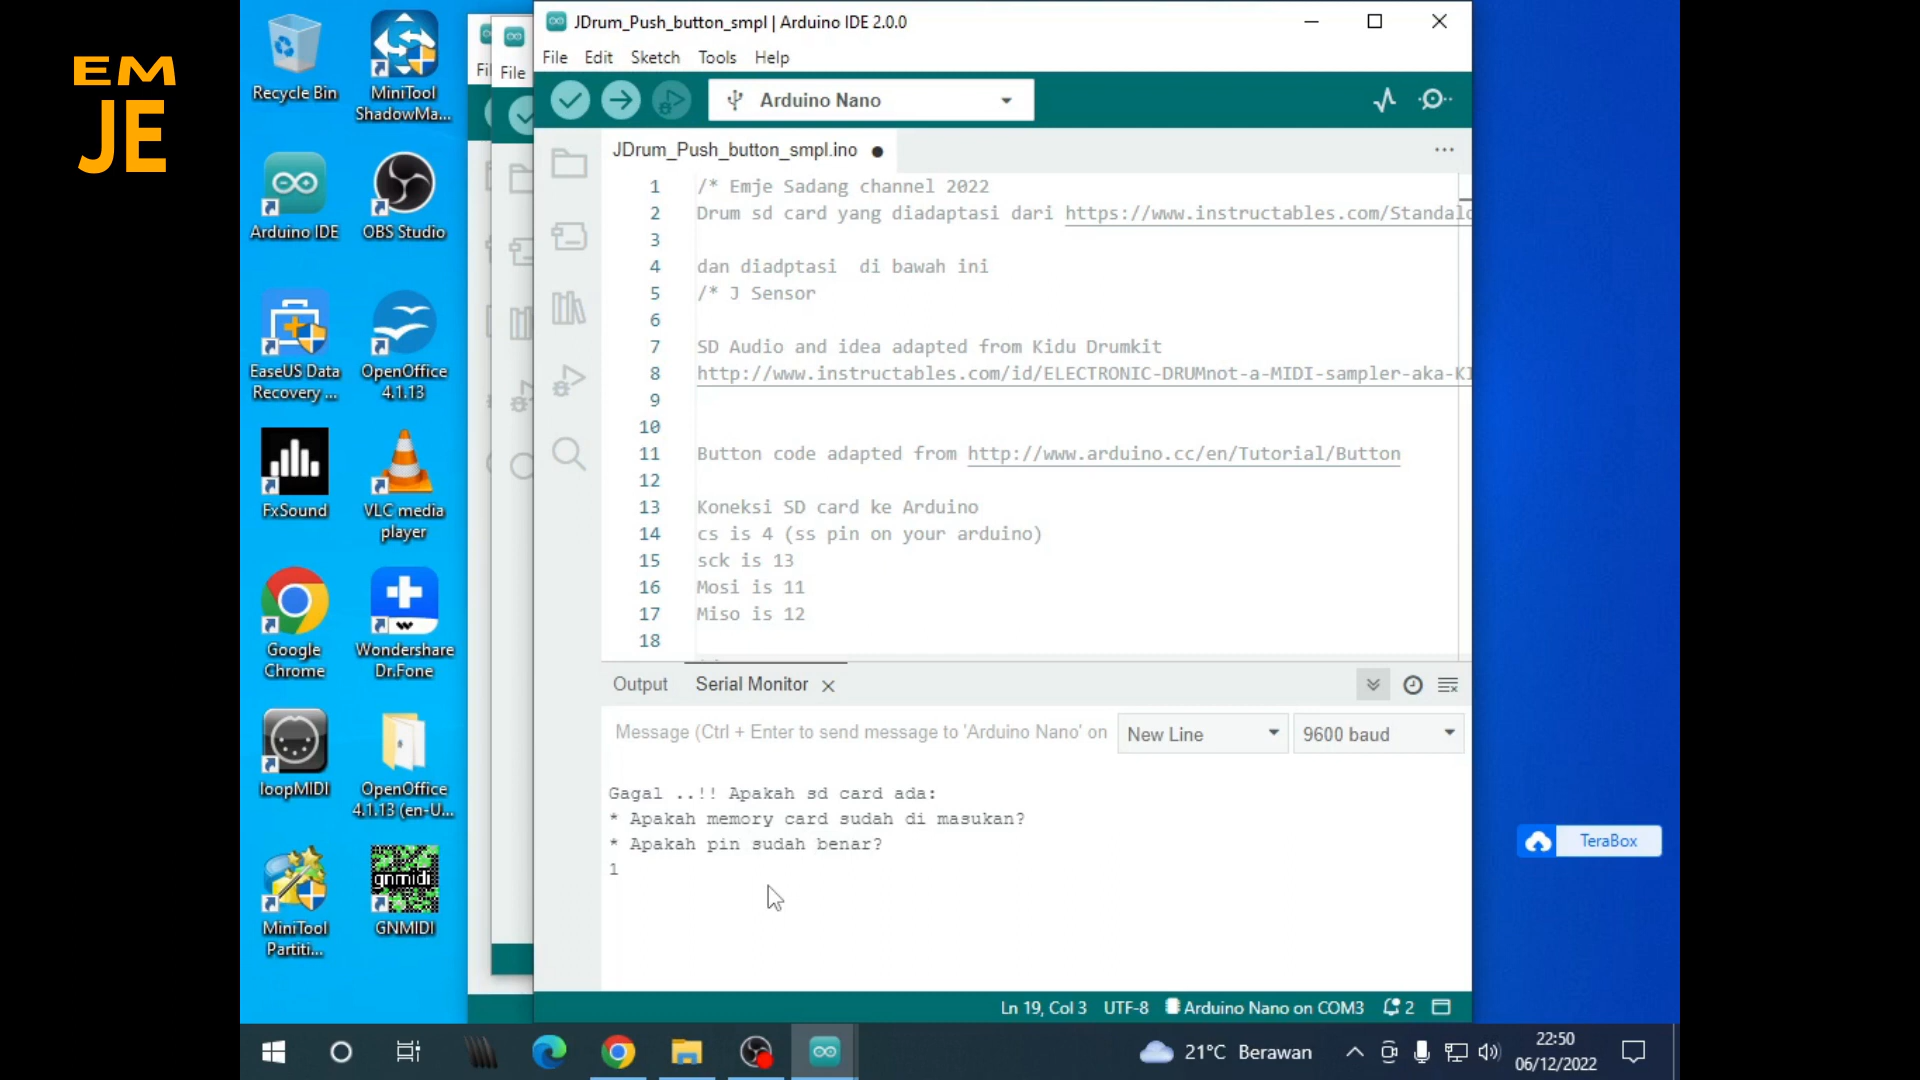 EM
JE
Recycle Bin
MiniTool
ShadowMa...
Arduino IDE
OBS Studio
EaseUS Data
Recovery ...
OpenOffice
4.1.13
FxSound
VLC media
player
Google
Chrome
Wondershare
Dr.Fone
loopMIDI
OpenOffice
4.1.13 (en-U...
MiniTool
Partiti...
gnmidi
GNMIDI
Fil
File
JDrum_Push_button_smpl | Arduino IDE 2.0.0
File Edit Sketch Tools Help
Arduino Nano
JDrum_Push_button_smpl.ino
1 /* Emje Sadang channel 2022
2 Drum sd card yang diadaptasi dari https://www.instructables.com/Standalo
3
4 dan diadptasi  di bawah ini
5 /* J Sensor
6
7 SD Audio and idea adapted from Kidu Drumkit
8 http://www.instructables.com/id/ELECTRONIC-DRUMnot-a-MIDI-sampler-aka-KI
9
10
11 Button code adapted from http://www.arduino.cc/en/Tutorial/Button
12
13 Koneksi SD card ke Arduino
14 cs is 4 (ss pin on your arduino)
15 sck is 13
16 Mosi is 11
17 Miso is 12
18
Output Serial Monitor
Message (Ctrl + Enter to send message to 'Arduino Nano' on
New Line
9600 baud
Gagal ..!! Apakah sd card ada:
* Apakah memory card sudah di masukan?
* Apakah pin sudah benar?
1
Ln 19, Col 3 UTF-8 Arduino Nano on COM3 2
TeraBox
21°C Berawan
22:50
06/12/2022